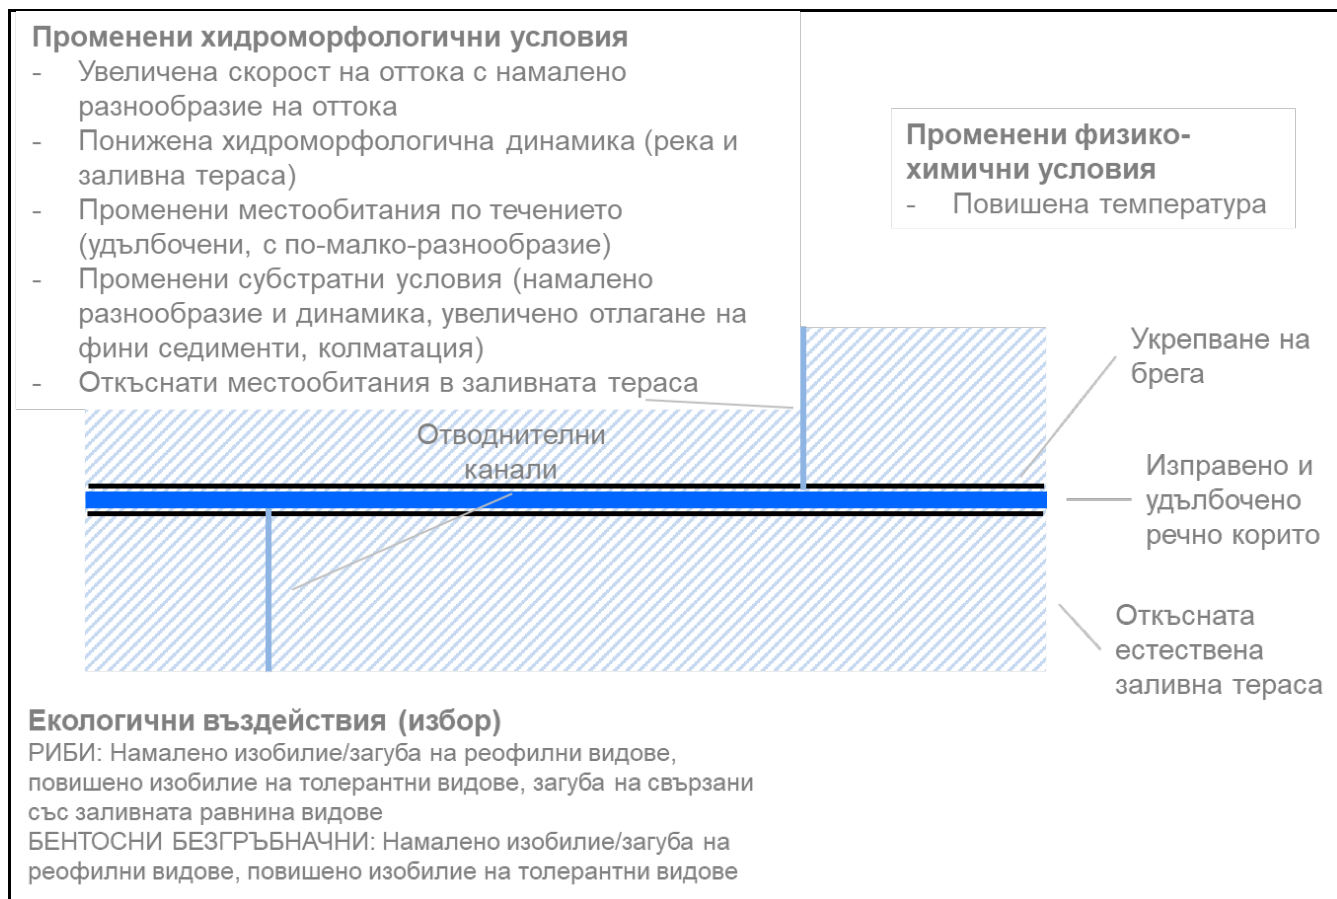 Променени хидроморфологични условия
- Увеличена скорост на оттока с намалено
разнообразие на оттока
- Понижена хидроморфологична динамика (река и
заливна тераса)
- Променени местообитания по течението
(удълбочени, с по-малко-разнообразие)
- Променени субстратни условия (намалено
разнообразие и динамика, увеличено отлагане на
фини седименти, колматация)
- Откъснати местообитания в заливната тераса
Променени физико-
химични условия
- Повишена температура
Укрепване на
брега
Отводнителни
канали
Изправено и
удълбочено
речно корито
Откъсната
естествена
заливна тераса
Екологични въздействия (избор)
РИБИ: Намалено изобилие/загуба на реофилни видове,
повишено изобилие на толерантни видове, загуба на свързани
със заливната равнина видове
БЕНТОСНИ БЕЗГРЪБНАЧНИ: Намалено изобилие/загуба на
реофилни видове, повишено изобилие на толерантни видове